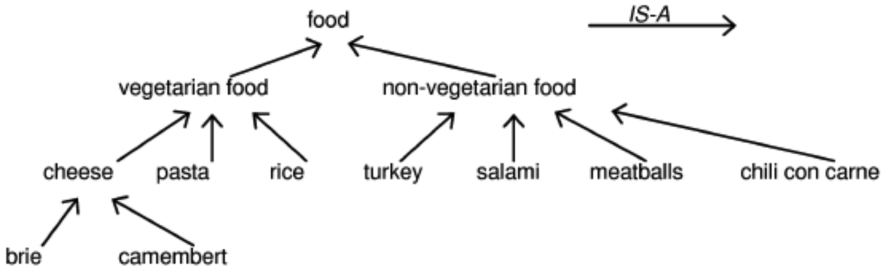 food
IS-A
vegetarian food
non-vegetarian food
cheese
pasta
rice
turkey
salami
meatballs
chili con carne
brie
camembert